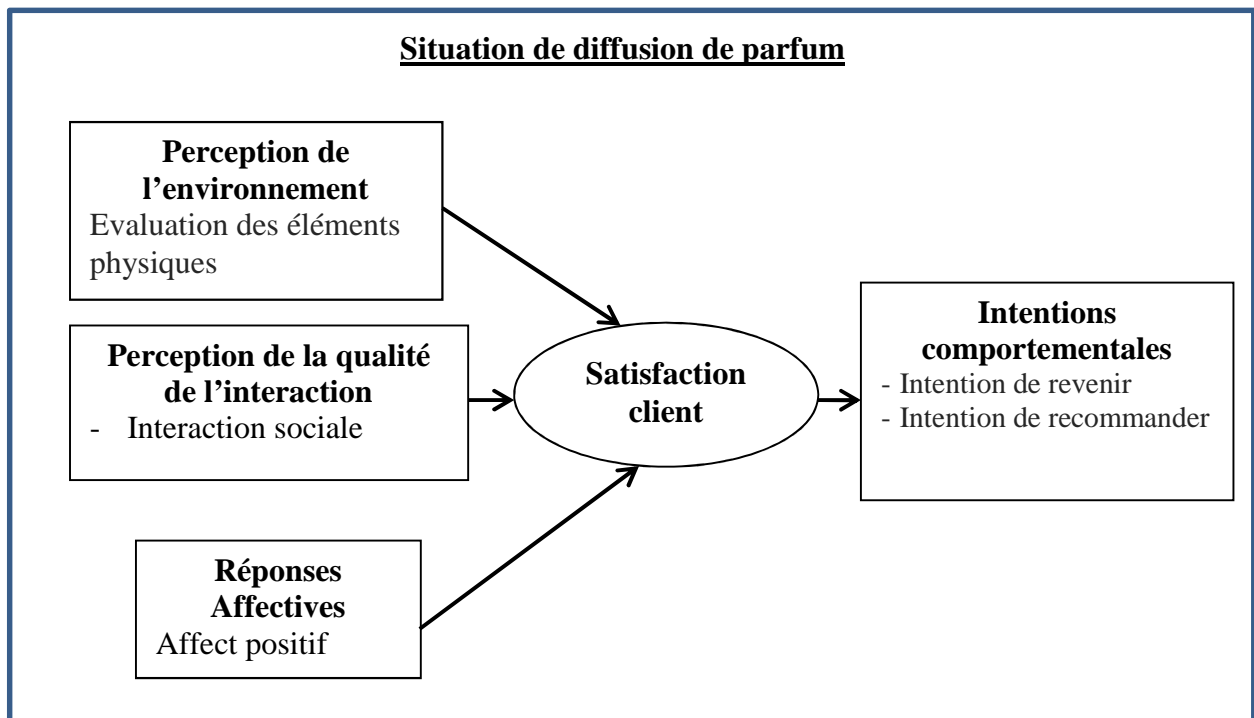 Situation de diffusion de parfum
Perception de
l’environnement
Evaluation des éléments
physiques
Perception de la qualité
de l’interaction
- Interaction sociale
Réponses
Affectives
Affect positif
Satisfaction
client
Intentions
comportementales
- Intention de revenir
- Intention de recommander